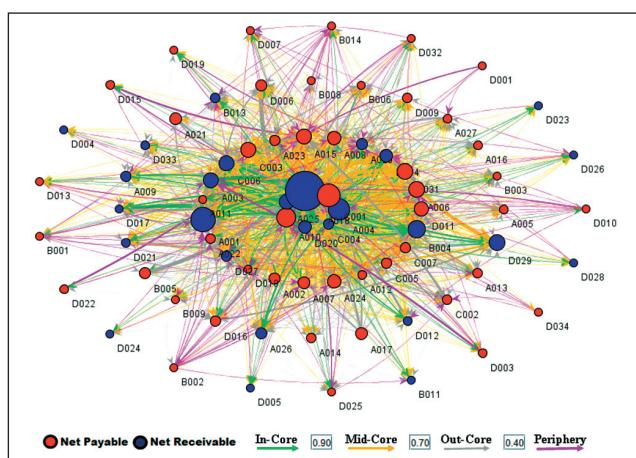 D007
B014
D032
D019
D001
D015
D006
B008
B006
D009
B013
D023
A021
A027
D004
D033
C003
A023
A015
A008
A016
D026
A009
C006
B003
D013
A003
A006
D017
A011
A005
D010
D011
B001
A001
A010
D020
C004
A004
B004
D029
D021
C007
D028
B005
D027
D018
A002
A007
A024
A012
C005
A013
D022
B009
C002
D034
D016
D012
D024
A026
A014
A017
D003
B002
D005
D025
B011
Net Payable
Net Receivable
In-Core
0.90
Mid-Core
0.70
Out-Core
0.40
Periphery